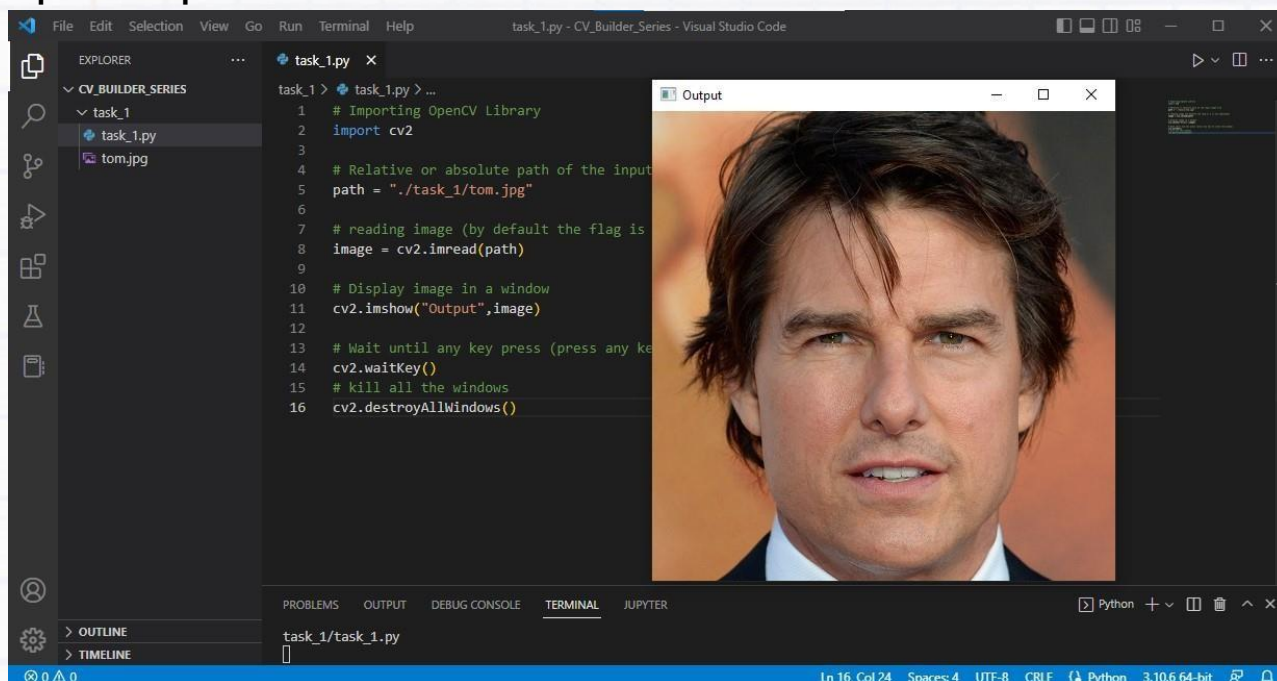 File Edit Selection View Go Run Terminal Help
task_1.py - CV_Builder_Series - Visual Studio Code
EXPLORER ...
CV_BUILDER_SERIES
task_1
task_1.py
tom.jpg
task_1.py
task_1 > task_1.py > ...
1 # Importing OpenCV Library
2 import cv2
3
4 # Relative or absolute path of the input
5 path = "./task_1/tom.jpg"
6
7 # reading image (by default the flag is
8 image = cv2.imread(path)
9
10 # Display image in a window
11 cv2.imshow("Output",image)
12
13 # Wait until any key press (press any ke
14 cv2.waitKey()
15 # kill all the windows
16 cv2.destroyAllWindows()
Output
PROBLEMS OUTPUT DEBUG CONSOLE TERMINAL JUPYTER
Python
task_1/task_1.py
> OUTLINE
> TIMELINE
0 0
Ln 16, Col 24 Spaces: 4 UTF-8 CRLF Python 3.10.6 64-bit